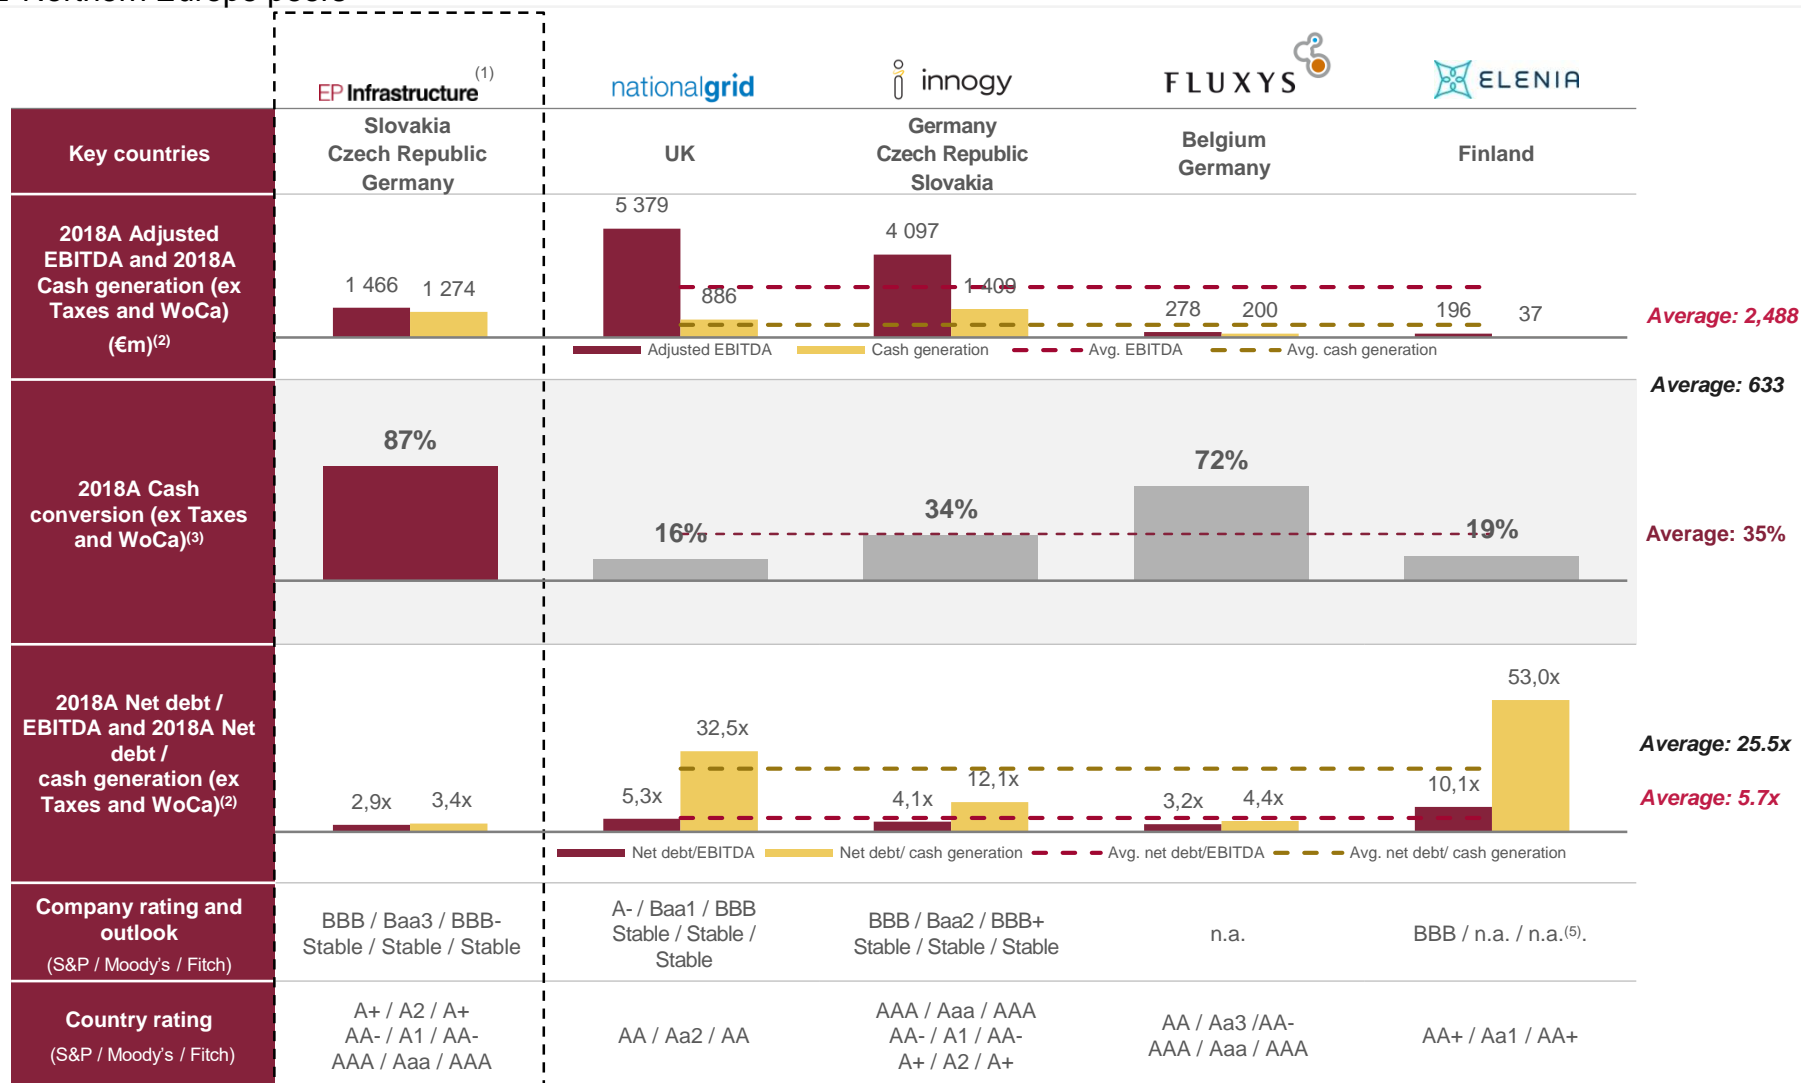 (1)
EP Infrastructure
nationalgrid
innogy
FLUXYS
ELENIA
Key countries
Slovakia
Czech Republic
Germany
UK
Germany
Czech Republic
Slovakia
Belgium
Germany
Finland
2018A Adjusted
EBITDA and 2018A
Cash generation (ex
Taxes and WoCa)
(€m)(2)
1 466
1 274
5 379
886
4 097
1 409
278
200
196
37
Average: 2,488
Adjusted EBITDA
Cash generation
Avg. EBITDA
Avg. cash generation
Average: 633
2018A Cash
conversion (ex Taxes
and WoCa)(3)
87%
16%
34%
72%
19%
Average: 35%
2018A Net debt /
EBITDA and 2018A Net
debt /
cash generation (ex
Taxes and WoCa)(2)
2,9x
3,4x
5,3x
32,5x
4,1x
12,1x
3,2x
4,4x
10,1x
53,0x
Average: 25.5x
Average: 5.7x
Net debt/EBITDA
Net debt/ cash generation
Avg. net debt/EBITDA
Avg. net debt/ cash generation
Company rating and
outlook
(S&P / Moody's / Fitch)
BBB / Baa3 / BBB-
Stable / Stable / Stable
A- / Baa1 / BBB
Stable / Stable /
Stable
BBB / Baa2 / BBB+
Stable / Stable / Stable
n.a.
BBB / n.a. / n.a.(5).
Country rating
(S&P / Moody's / Fitch)
A+ / A2 / A+
AA- / A1 / AA-
AAA / Aaa / AAA
AA / Aa2 / AA
AAA / Aaa / AAA
AA- / A1 / AA-
A+ / A2 / A+
AA / Aa3 /AA-
AAA / Aaa / AAA
AA+ / Aa1 / AA+